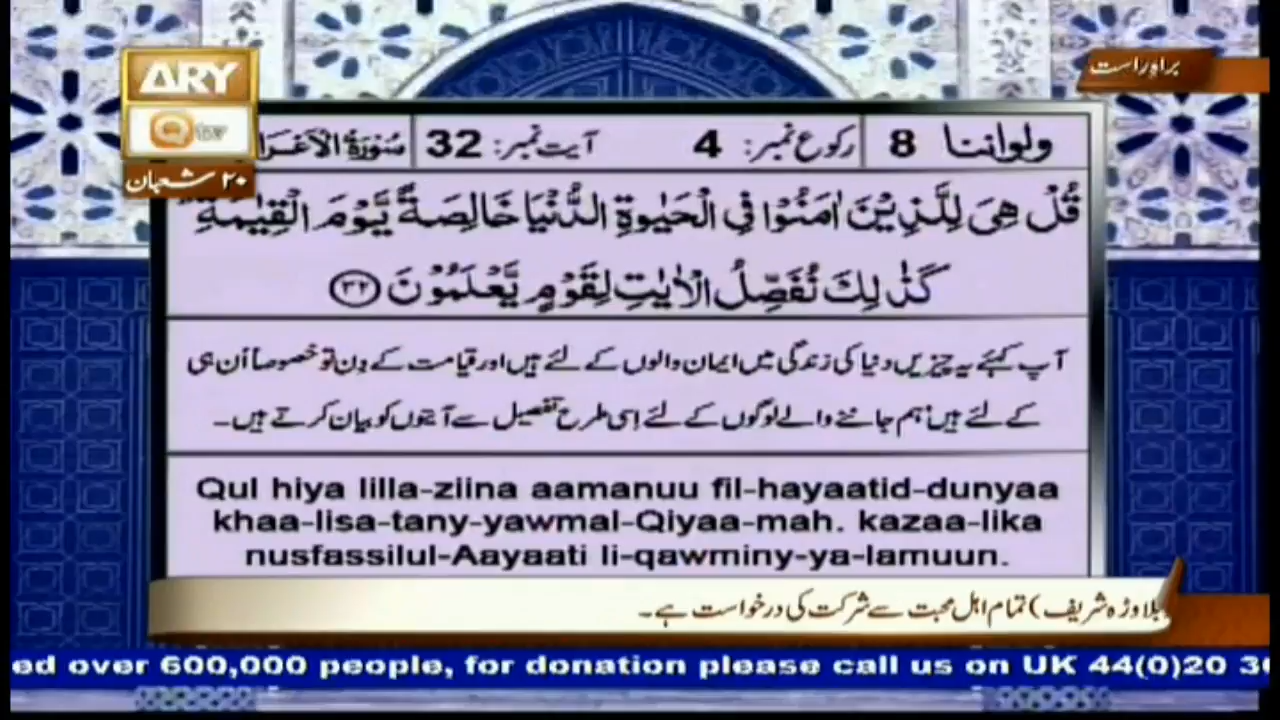 ARY
Qtv
۲۰ شعبان
براہِ راست
ولواننا 8 رکوع نمبر: 4 آیت نمبر: 32 سُوْرَۃُ الْاَعْرَا
قُلْ هِیَ لِلَّذِیْنَ اٰمَنُوْا فِی الْحَیٰوةِ الدُّنْیَا خَالِصَةً یَّوْمَ الْقِیٰمَةِ ؕ
كَذٰلِكَ نُفَصِّلُ الْاٰیٰتِ لِقَوْمٍ یَّعْلَمُوْنَ ﴿۳۲﴾
آپ کہئے یہ چیزیں دنیا کی زندگی میں ایمان والوں کے لئے ہیں اور قیامت کے دن تو خصوصاً اُن ہی
کے لئے ہیں، ہم جاننے والے لوگوں کے لئے اِسی طرح تفصیل سے آیتوں کو بیان کرتے ہیں۔
Qul hiya lilla-ziina aamanuu fil-hayaatid-dunyaa
khaa-lisa-tany-yawmal-Qiyaa-mah. kazaa-lika
nusfassilul-Aayaati li-qawminy-ya-lamuun.
شریف) تمام اہل محبت سے شرکت کی درخواست ہے۔
ed over 600,000 people, for donation please call us on UK 44(0)20